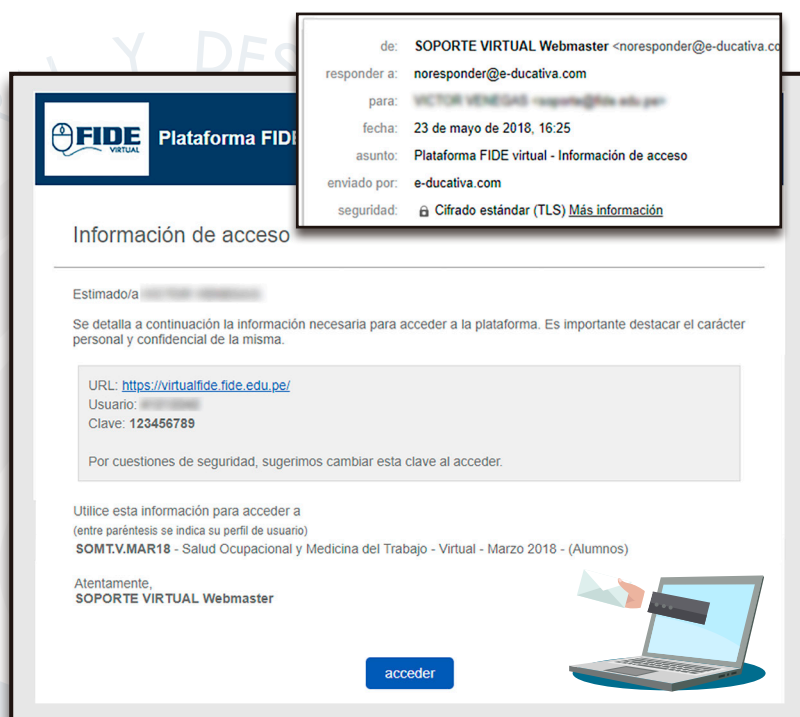 Y DES
de: SOPORTE VIRTUAL Webmaster <noresponder@e-ducativa.co
responder a: noresponder@e-ducativa.com
para:
fecha: 23 de mayo de 2018, 16:25
asunto: Plataforma FIDE virtual - Información de acceso
enviado por: e-ducativa.com
seguridad: Cifrado estándar (TLS) Más información
FIDE
VIRTUAL
Plataforma FIDE
Información de acceso
Estimado/a
Se detalla a continuación la información necesaria para acceder a la plataforma. Es importante destacar el carácter
personal y confidencial de la misma.
URL: https://virtualfide.fide.edu.pe/
Usuario:
Clave: 123456789
Por cuestiones de seguridad, sugerimos cambiar esta clave al acceder.
Utilice esta información para acceder a
(entre paréntesis se indica su perfil de usuario)
SOMT.V.MAR18 - Salud Ocupacional y Medicina del Trabajo - Virtual - Marzo 2018 - (Alumnos)
Atentamente,
SOPORTE VIRTUAL Webmaster
acceder